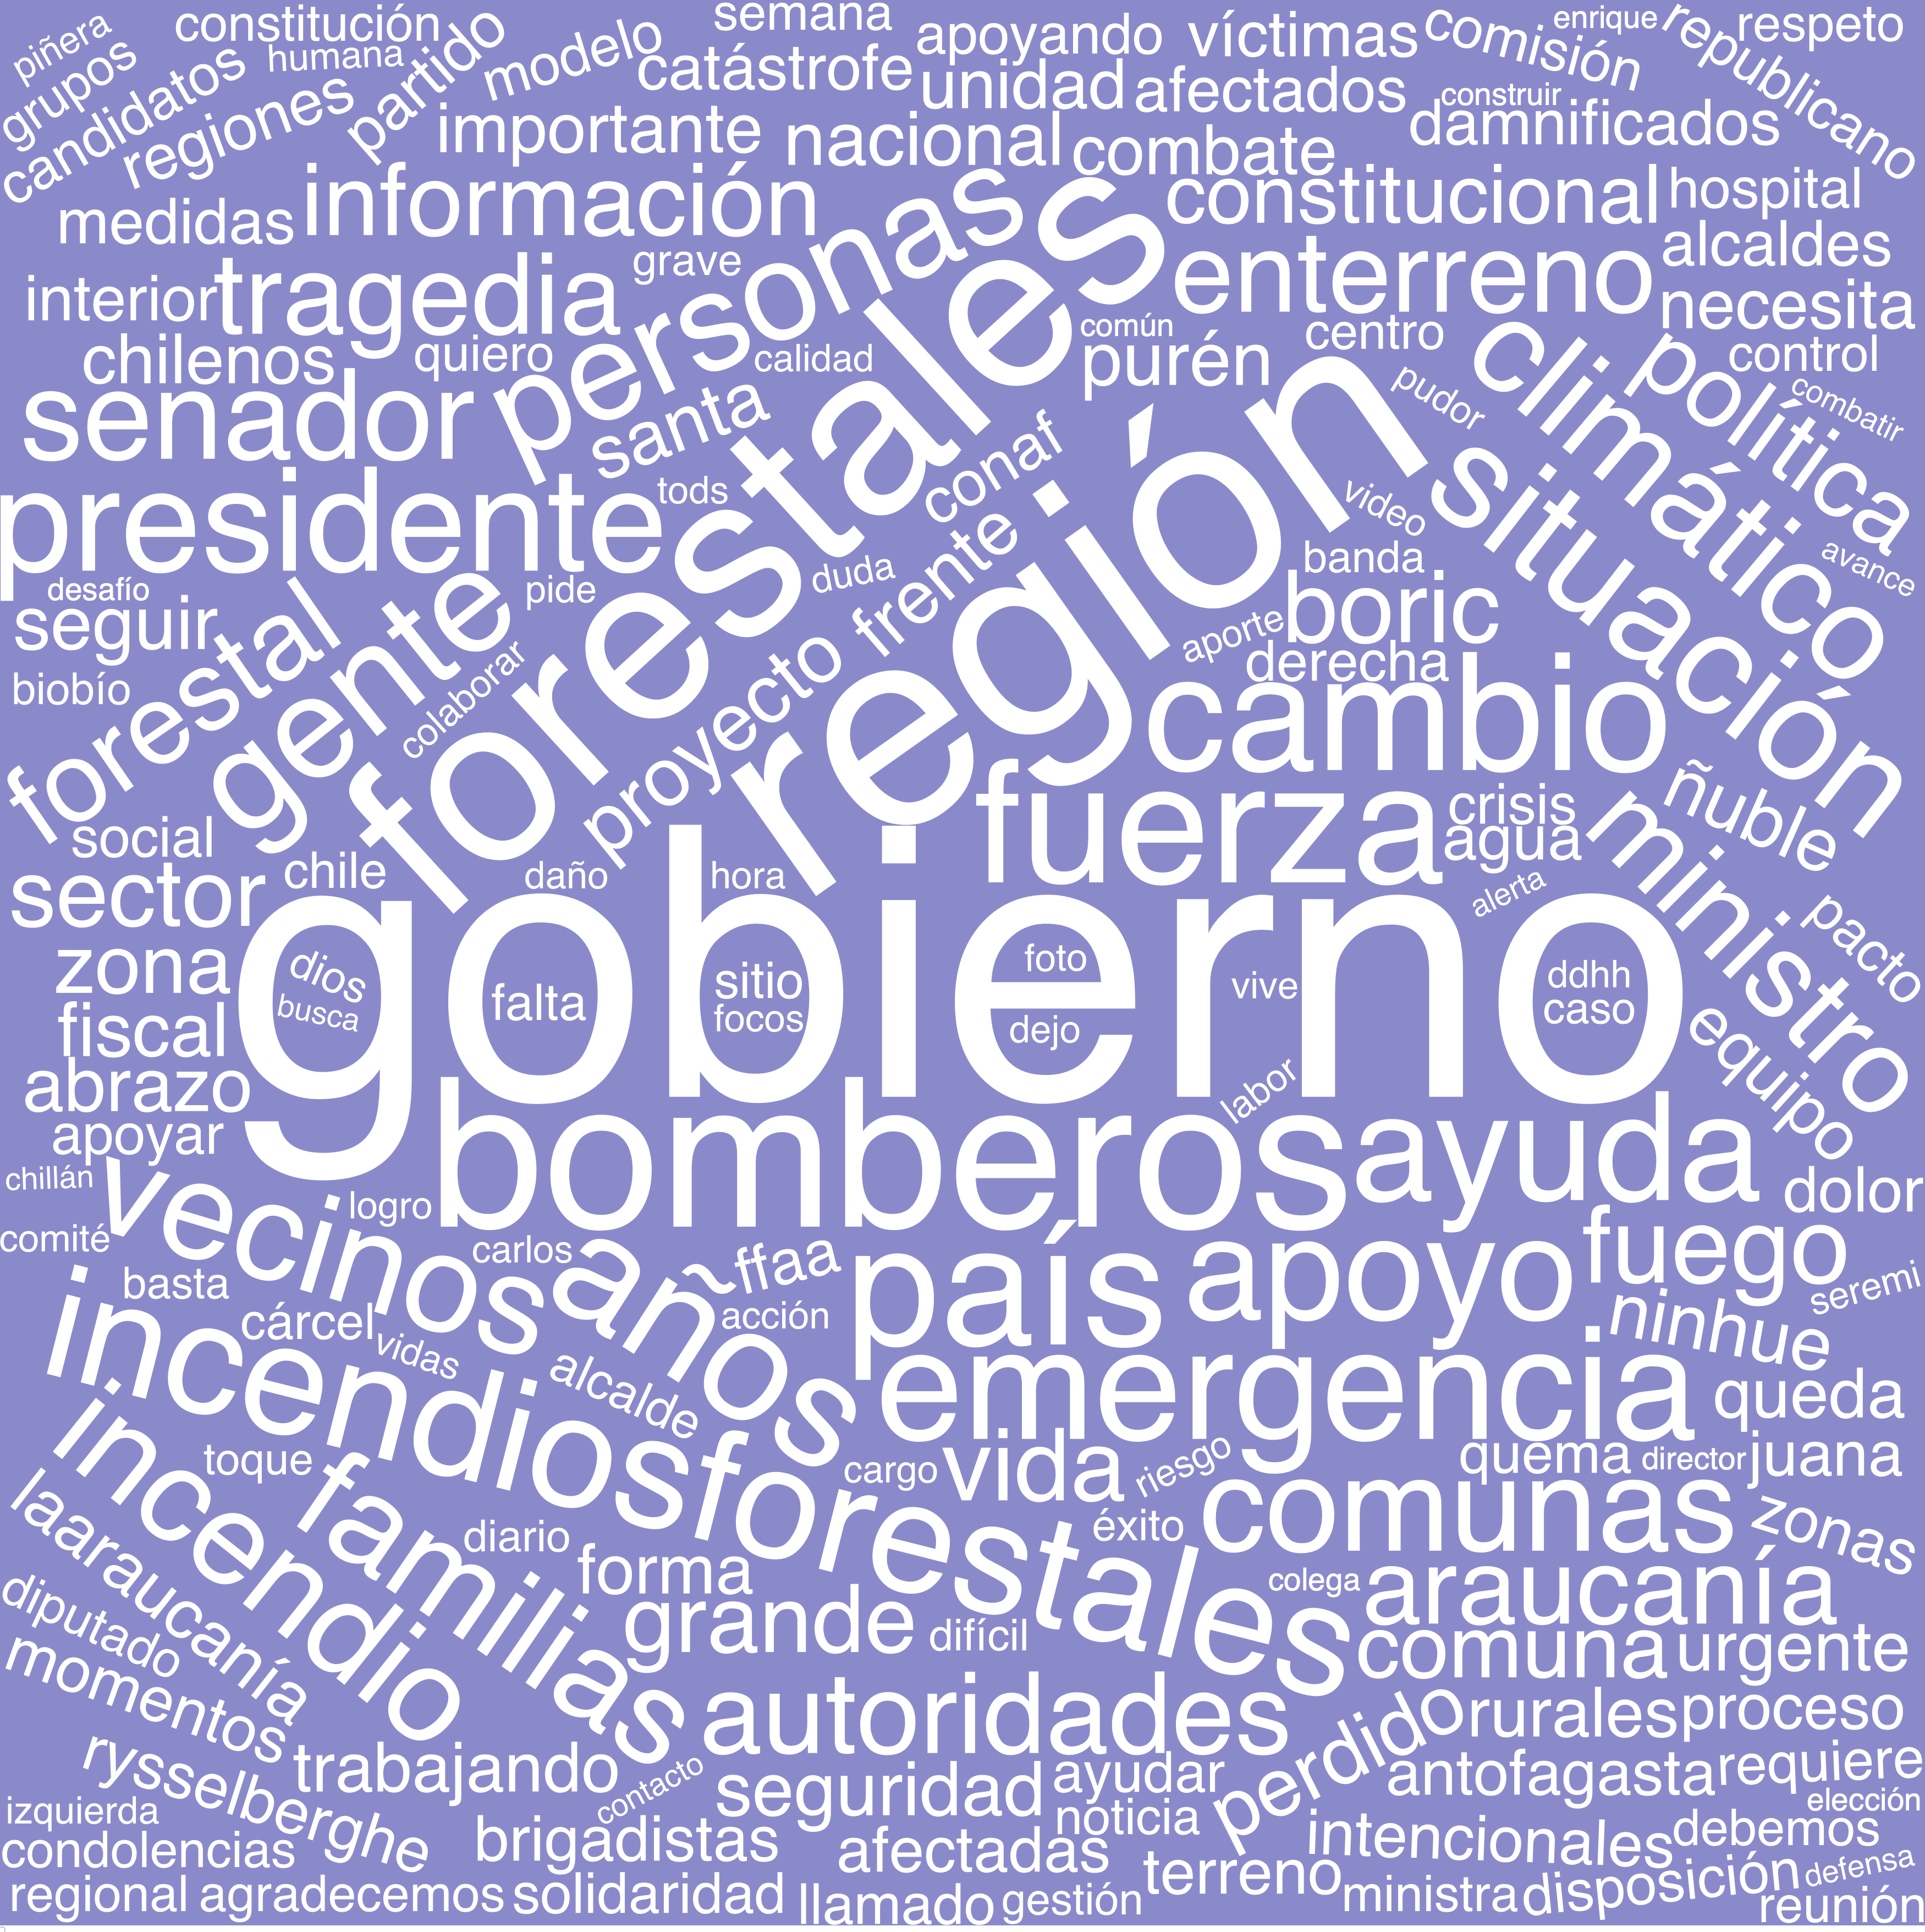 piñera
constitución
semana
apoyando
víctimas
comisión
enrique
republicano
respeto
grupos
humana
partido
modelo
catástrofe
unidad
afectados
construir
candidatos
regiones
importante
nacional
combate
damnificados
medidas
información
personas
constitucional
hospital
interior
tragedia
grave
forestales
enterreno
alcaldes
necesita
chilenos
quiero
calidad
común
purén
centro
climático
política
control
senador
santa
conaf
región
pudor
situación
combatir
presidente
tods
duda
frente
video
banda
avance
desafío
pide
seguir
forestal
gente
colaborar
proyecto
aporte
boric
derecha
biobío
cambio
social
fuerza
crisis
agua
ministro
ñuble
sector
chile
daño
hora
alerta
pacto
zona
gobierno
dios
busca
falta
sitio
focos
foto
dejo
vive
ddhh
caso
fiscal
equipo
abrazo
labor
apoyar
bomberos
ayuda
chillán
vecinos
logro
dolor
comité
carlos
años
ffaa
país
apoyo
fuego
seremi
basta
cárcel
acción
ninhue
incendiosforestales
vidas
alcalde
emergencia
queda
incendio
toque
familias
cargo
vida
riesgo
quema
director
juana
laaraucanía
diario
éxito
comunas
zonas
diputado
forma
colega
araucanía
momentos
grande
difícil
comuna
urgente
autoridades
perdido
rurales
proceso
rysselberghe
trabajando
contacto
seguridad
ayudar
antofagasta
requiere
izquierda
noticia
elección
condolencias
brigadistas
afectadas
intencionales
debemos
regional
agradecemos
solidaridad
llamado
gestión
terreno
ministra
disposición
defensa
reunión